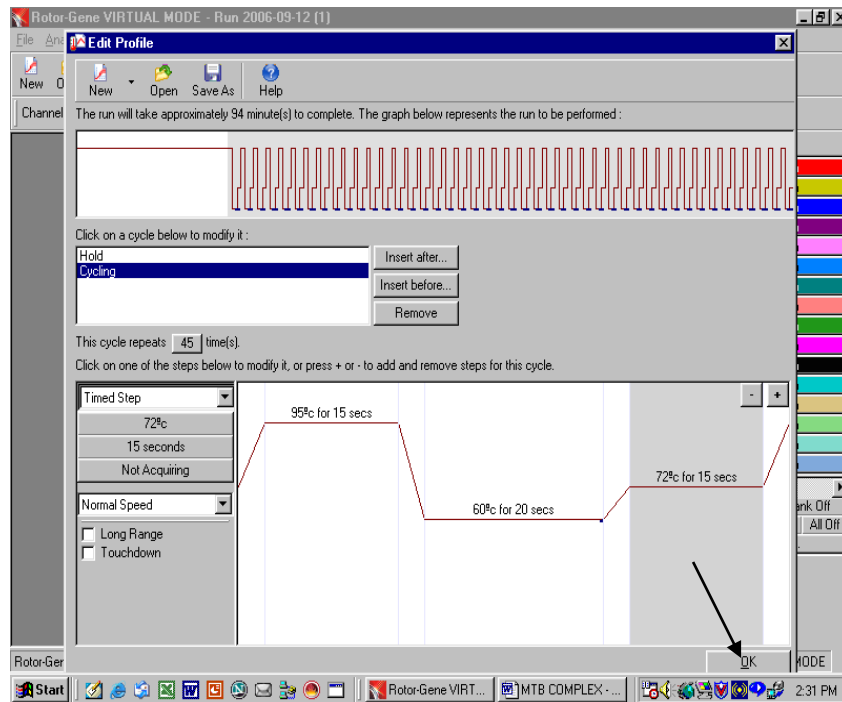 Rotor-Gene VIRTUAL MODE - Run 2006-09-12 (1)
File Ana
Edit Profile
New O
New Open Save As Help
Channel
The run will take approximately 94 minute(s) to complete. The graph below represents the run to be performed :
Click on a cycle below to modify it :
Hold
Cycling
Insert after...
Insert before...
Remove
This cycle repeats 45 time(s).
Click on one of the steps below to modify it, or press + or - to add and remove steps for this cycle.
Timed Step
- +
72ºc
15 seconds
Not Acquiring
Normal Speed
Long Range
Touchdown
95ºc for 15 secs
60ºc for 20 secs
72ºc for 15 secs
ank Off
All Off
OK
Rotor-Ger
MODE
Start
Rotor-Gene VIRT...
MTB COMPLEX - ...
2:31 PM